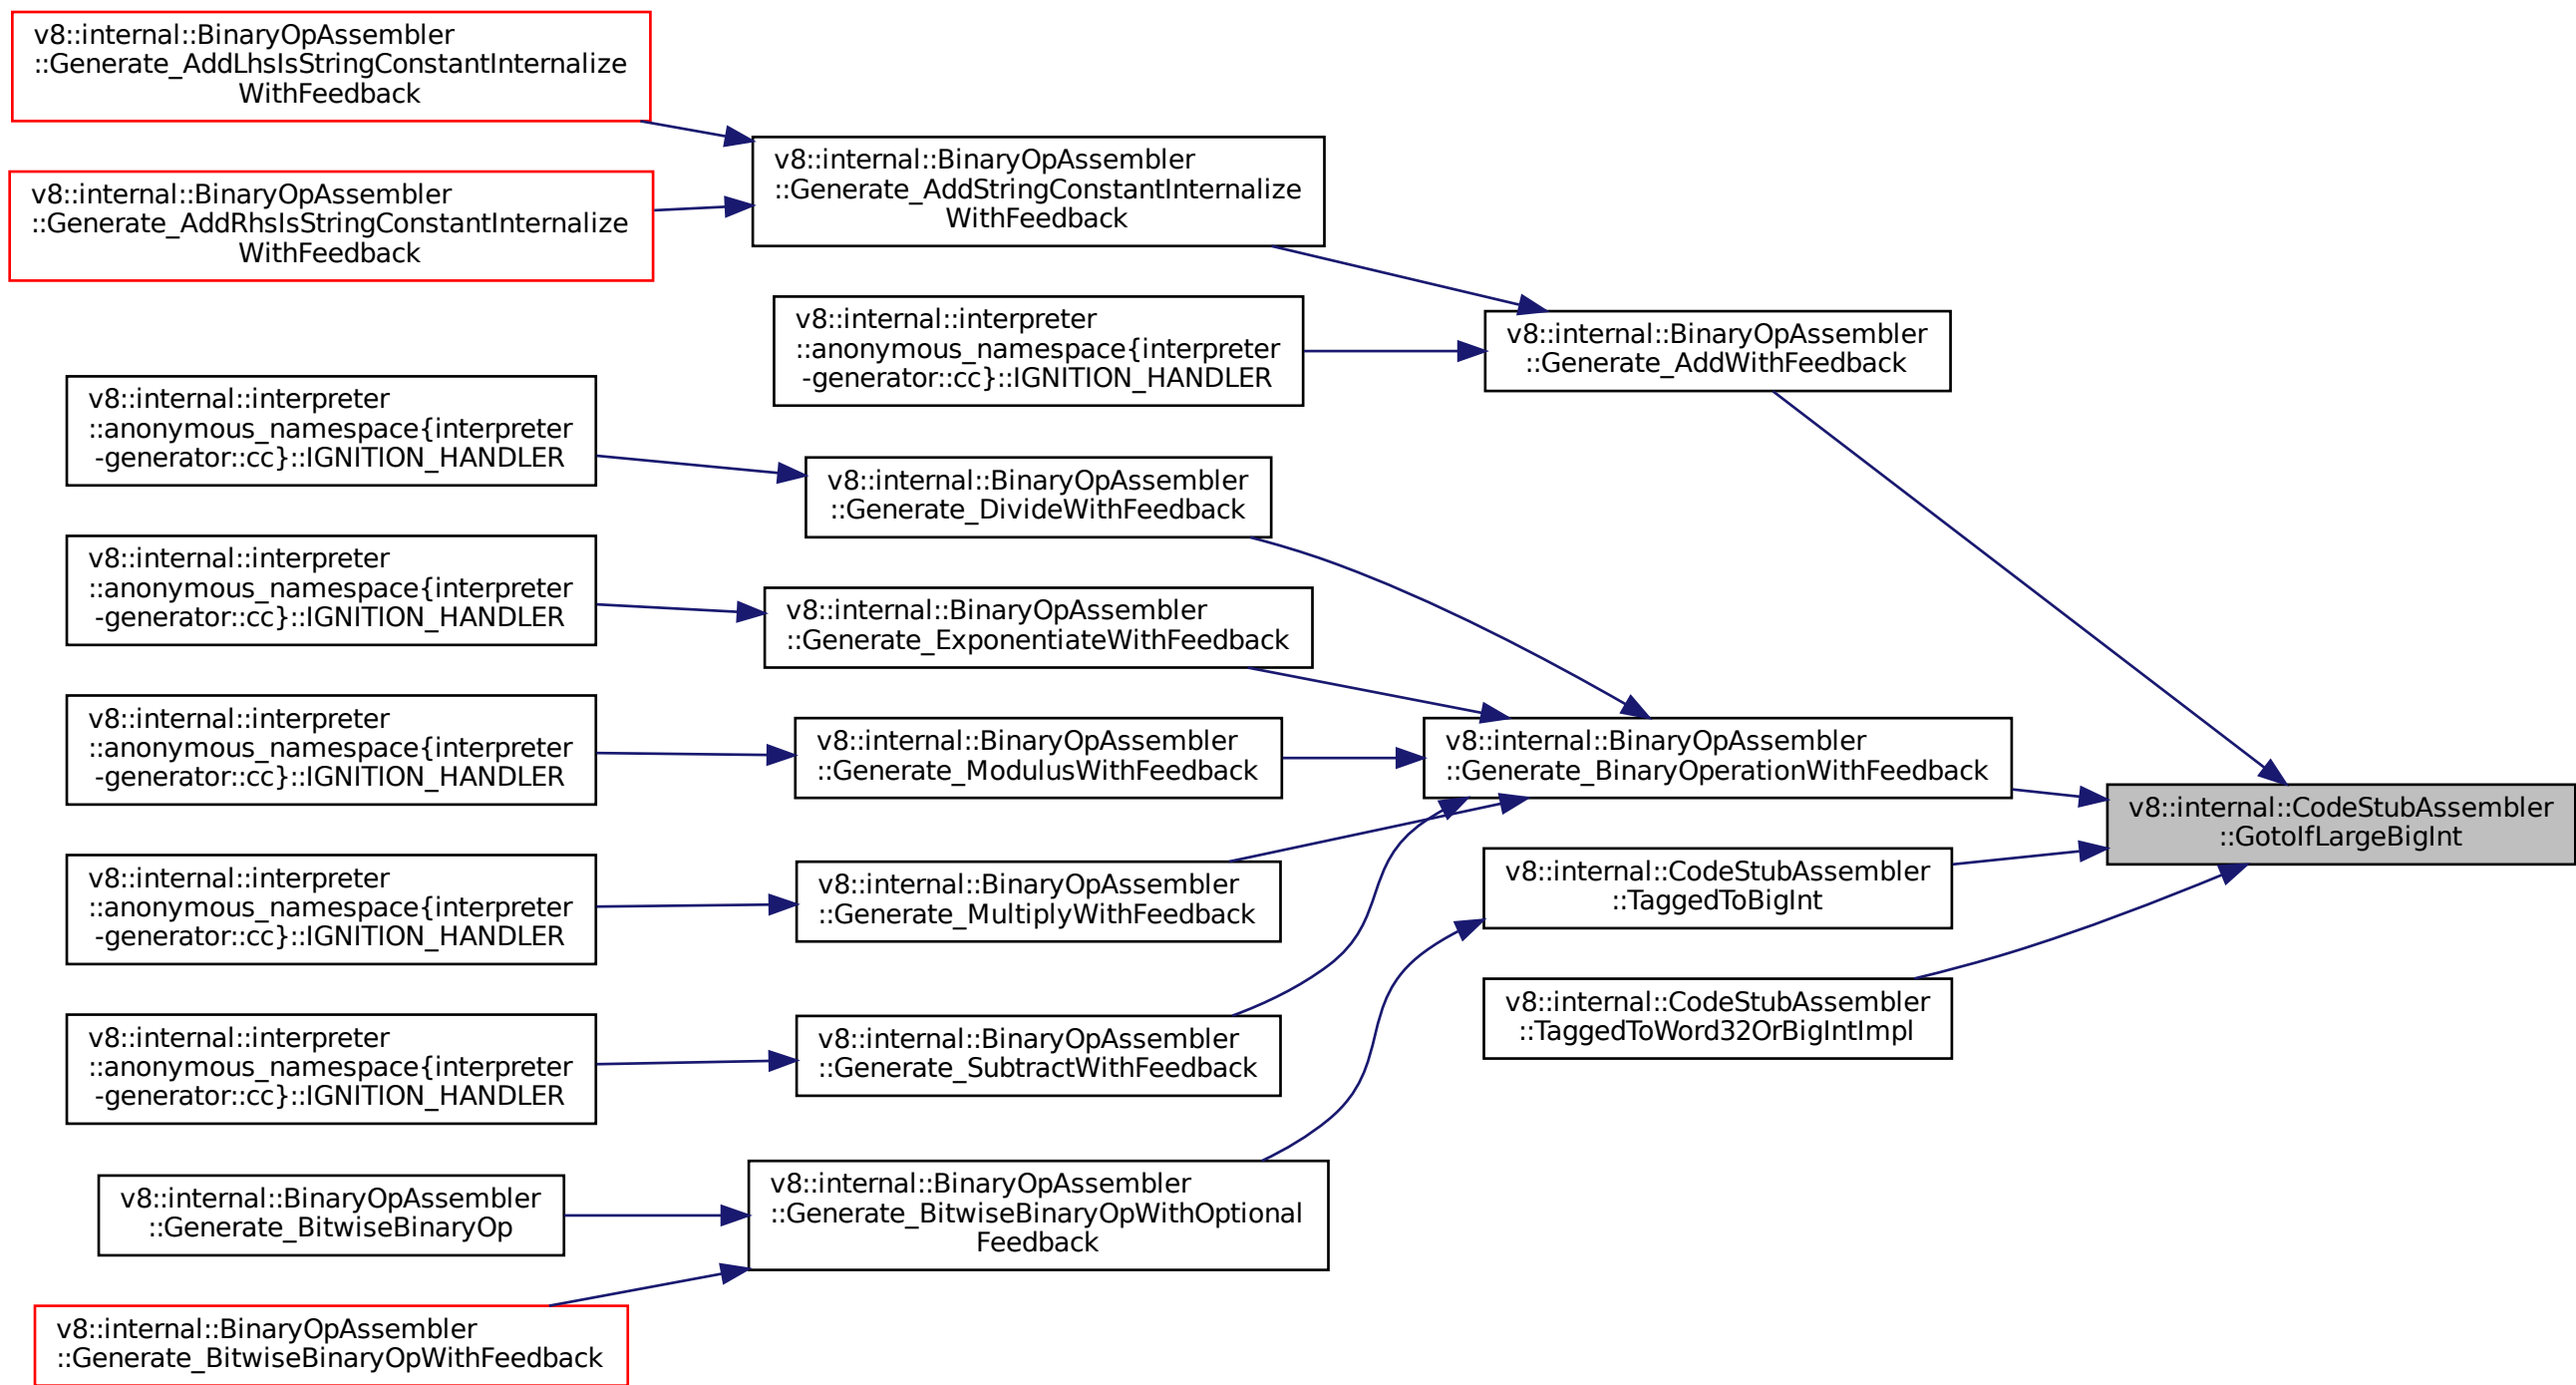 v8::internal::BinaryOpAssembler
::Generate_AddLhsIsStringConstantInternalize
WithFeedback
v8::internal::BinaryOpAssembler
::Generate_AddRhsIsStringConstantInternalize
WithFeedback
v8::internal::BinaryOpAssembler
::Generate_AddStringConstantInternalize
WithFeedback
v8::internal::interpreter
::anonymous_namespace{interpreter
-generator::cc}::IGNITION_HANDLER
v8::internal::BinaryOpAssembler
::Generate_AddWithFeedback
v8::internal::interpreter
::anonymous_namespace{interpreter
-generator::cc}::IGNITION_HANDLER
v8::internal::BinaryOpAssembler
::Generate_DivideWithFeedback
v8::internal::interpreter
::anonymous_namespace{interpreter
-generator::cc}::IGNITION_HANDLER
v8::internal::BinaryOpAssembler
::Generate_ExponentiateWithFeedback
v8::internal::interpreter
::anonymous_namespace{interpreter
-generator::cc}::IGNITION_HANDLER
v8::internal::BinaryOpAssembler
::Generate_ModulusWithFeedback
v8::internal::BinaryOpAssembler
::Generate_BinaryOperationWithFeedback
v8::internal::CodeStubAssembler
::GotoIfLargeBigInt
v8::internal::interpreter
::anonymous_namespace{interpreter
-generator::cc}::IGNITION_HANDLER
v8::internal::BinaryOpAssembler
::Generate_MultiplyWithFeedback
v8::internal::CodeStubAssembler
::TaggedToBigInt
v8::internal::CodeStubAssembler
::TaggedToWord32OrBigIntImpl
v8::internal::interpreter
::anonymous_namespace{interpreter
-generator::cc}::IGNITION_HANDLER
v8::internal::BinaryOpAssembler
::Generate_SubtractWithFeedback
v8::internal::BinaryOpAssembler
::Generate_BitwiseBinaryOp
v8::internal::BinaryOpAssembler
::Generate_BitwiseBinaryOpWithOptional
Feedback
v8::internal::BinaryOpAssembler
::Generate_BitwiseBinaryOpWithFeedback